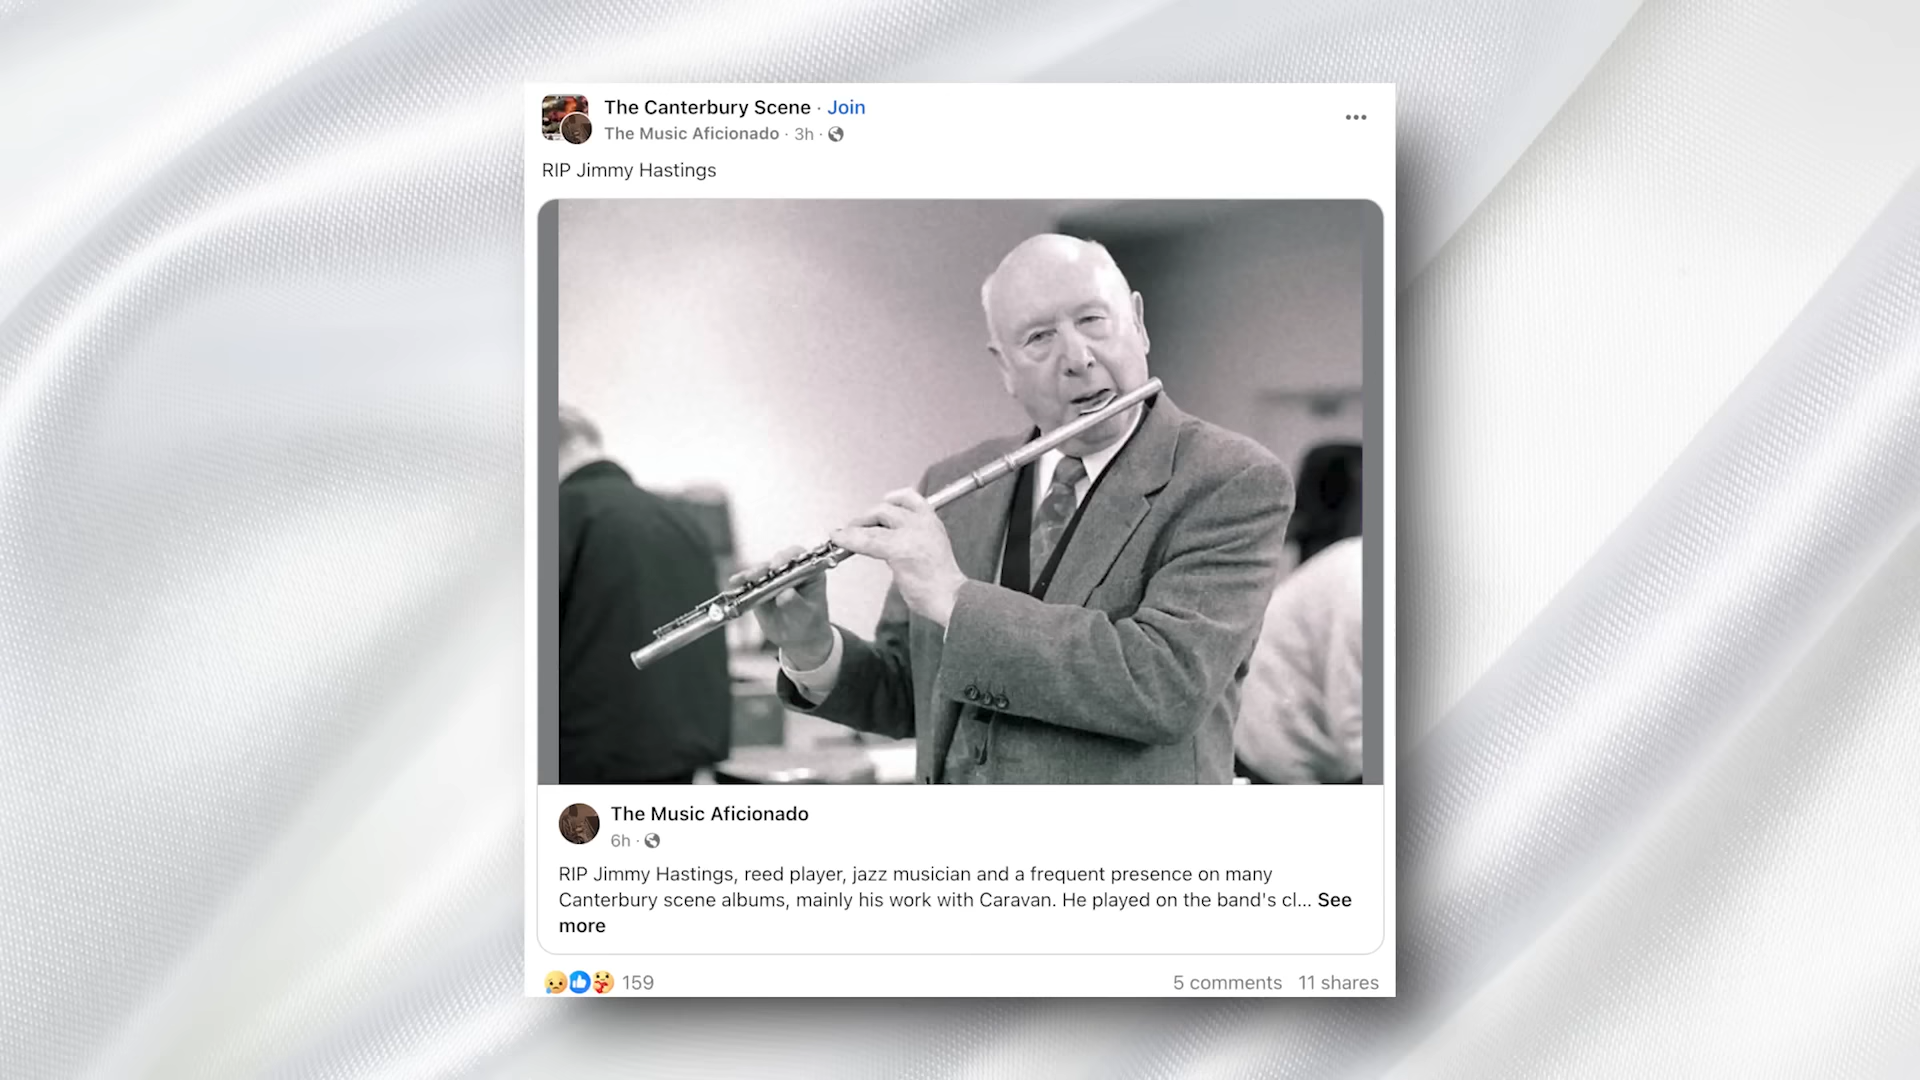 The Canterbury Scene · Join
The Music Aficionado · 3h ·
RIP Jimmy Hastings
The Music Aficionado
6h ·
RIP Jimmy Hastings, reed player, jazz musician and a frequent presence on many
Canterbury scene albums, mainly his work with Caravan. He played on the band's cl... See
more
159
5 comments 11 shares